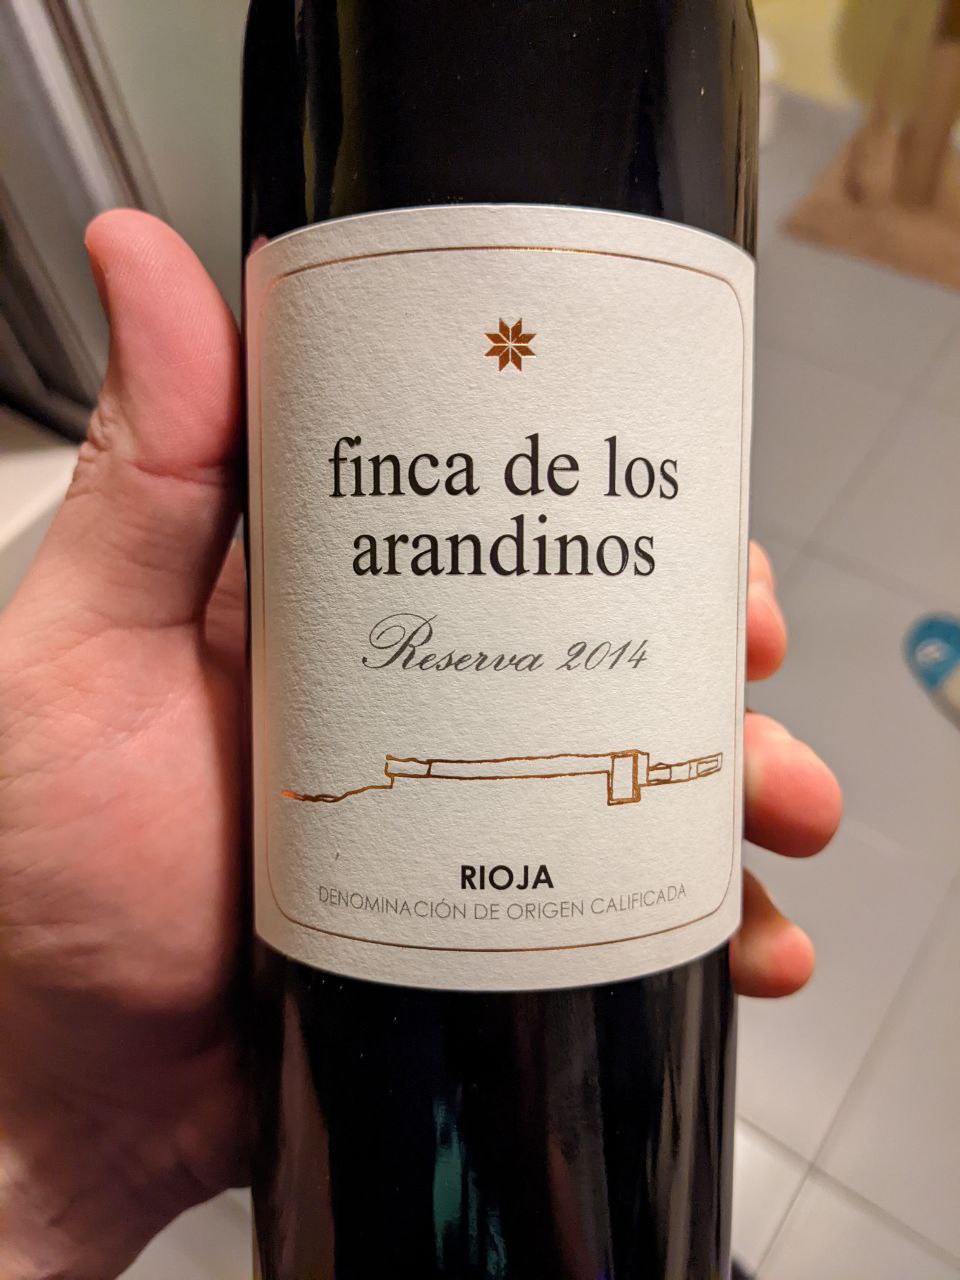 finca de los
arandinos
Reserva 2014
RIOJA
DENOMINACIÓN DE ORIGEN CALIFICADA